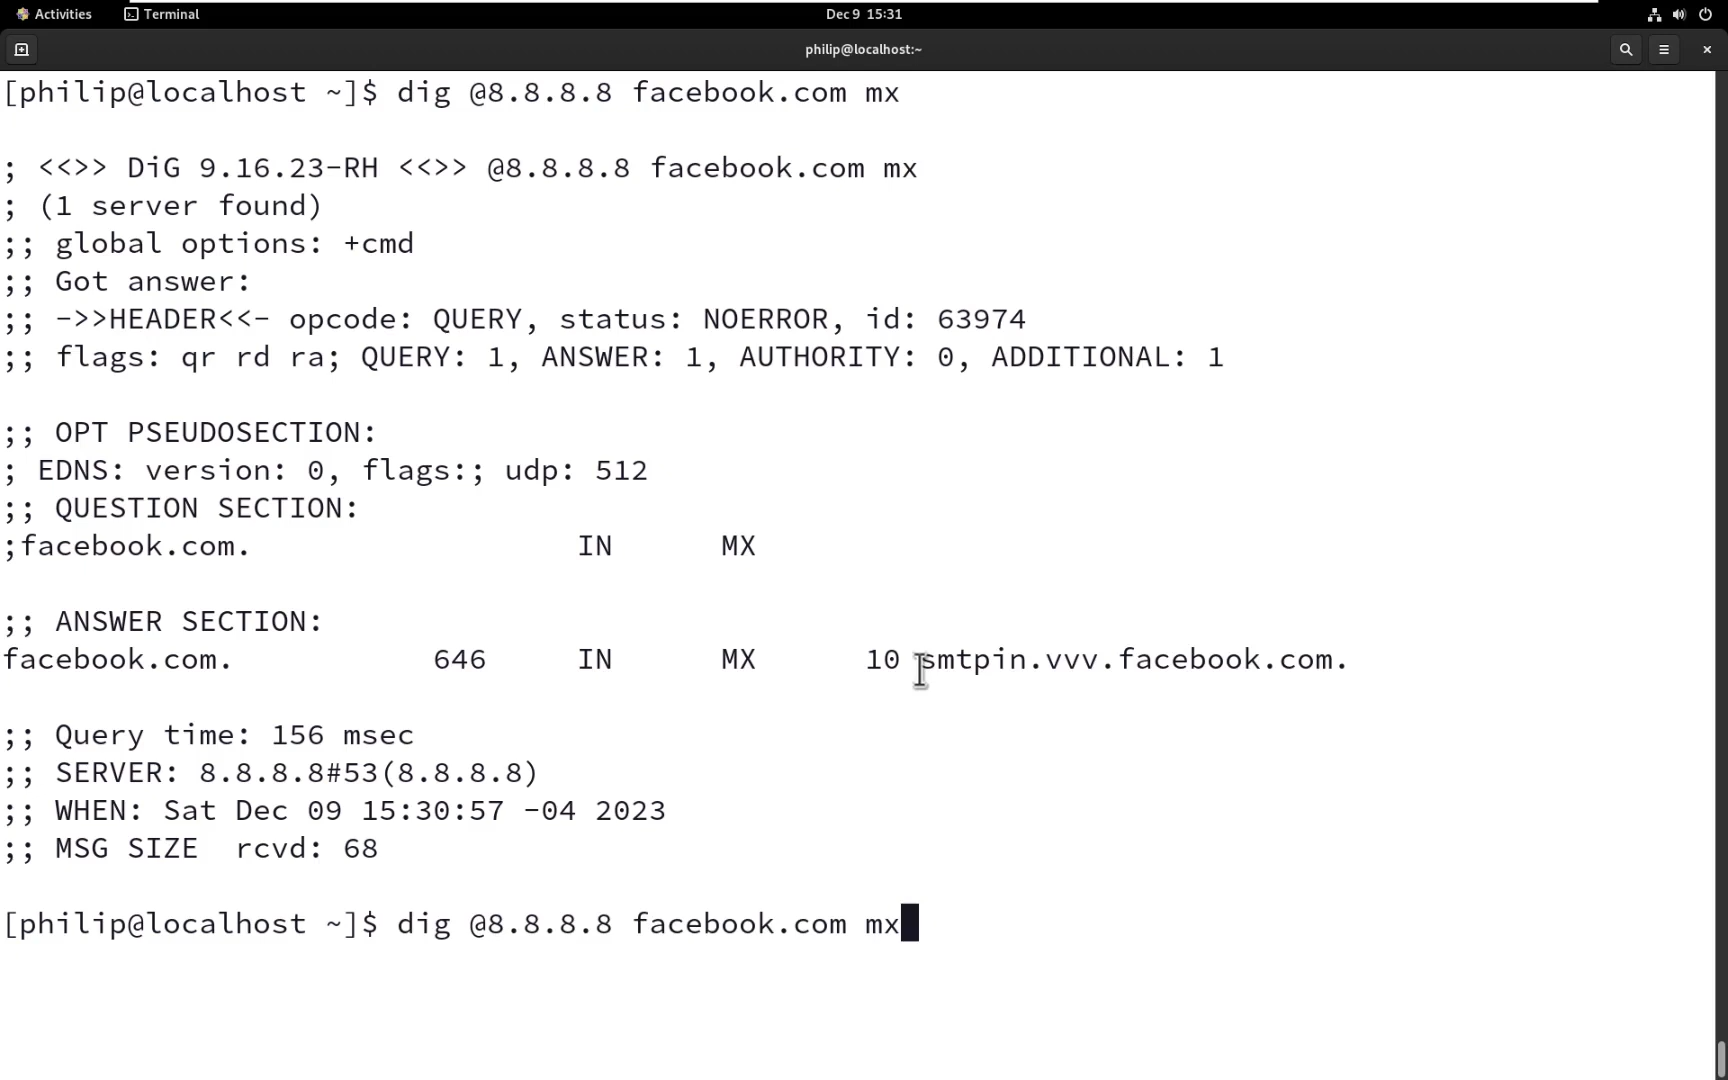 Activities Terminal Dec 9 15:31
philip@localhost:~
[philip@localhost ~]$ dig @8.8.8.8 facebook.com mx
; <<>> DiG 9.16.23-RH <<>> @8.8.8.8 facebook.com mx
; (1 server found)
;; global options: +cmd
;; Got answer:
;; ->>HEADER<<- opcode: QUERY, status: NOERROR, id: 63974
;; flags: qr rd ra; QUERY: 1, ANSWER: 1, AUTHORITY: 0, ADDITIONAL: 1
;; OPT PSEUDOSECTION:
; EDNS: version: 0, flags:; udp: 512
;; QUESTION SECTION:
;facebook.com. IN MX
;; ANSWER SECTION:
facebook.com. 646 IN MX 10 smtpin.vvv.facebook.com.
;; Query time: 156 msec
;; SERVER: 8.8.8.8#53(8.8.8.8)
;; WHEN: Sat Dec 09 15:30:57 -04 2023
;; MSG SIZE  rcvd: 68
[philip@localhost ~]$ dig @8.8.8.8 facebook.com mx